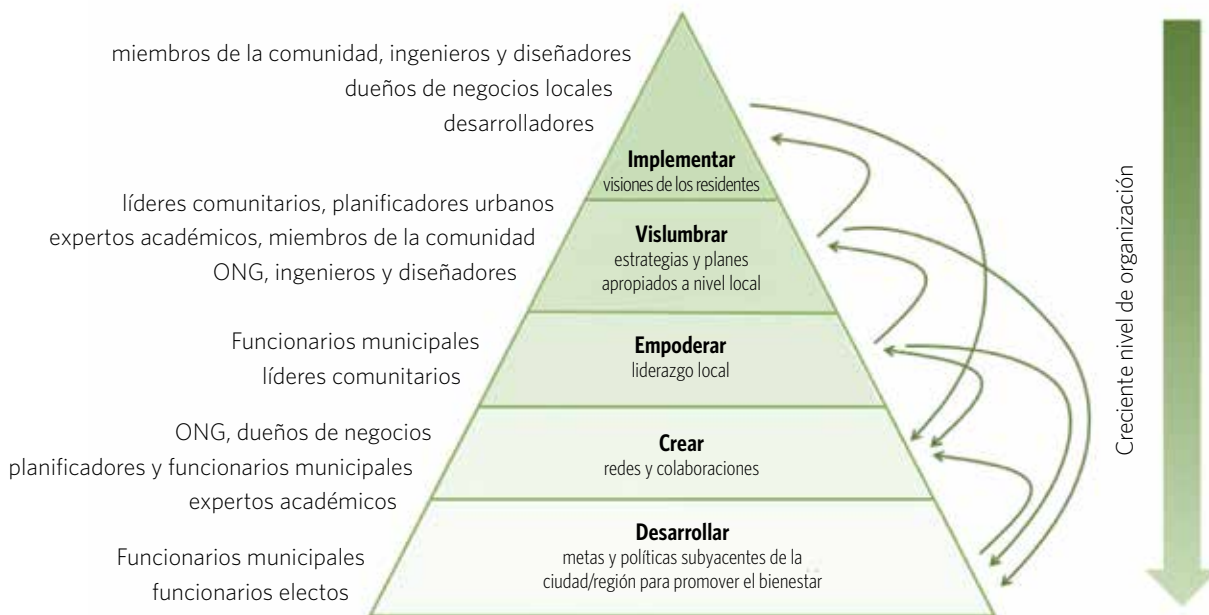 miembros de la comunidad, ingenieros y diseñadores
dueños de negocios locales
desarrolladores
Implementar
visiones de los residentes
líderes comunitarios, planificadores urbanos
expertos académicos, miembros de la comunidad
ONG, ingenieros y diseñadores
Vislumbrar
estrategias y planes
apropiados a nivel local
Funcionarios municipales
líderes comunitarios
Empoderar
liderazgo local
ONG, dueños de negocios
planificadores y funcionarios municipales
expertos académicos
Crear
redes y colaboraciones
Funcionarios municipales
funcionarios electos
Desarrollar
metas y políticas subyacentes de la
ciudad/región para promover el bienestar
Creciente nivel de organización